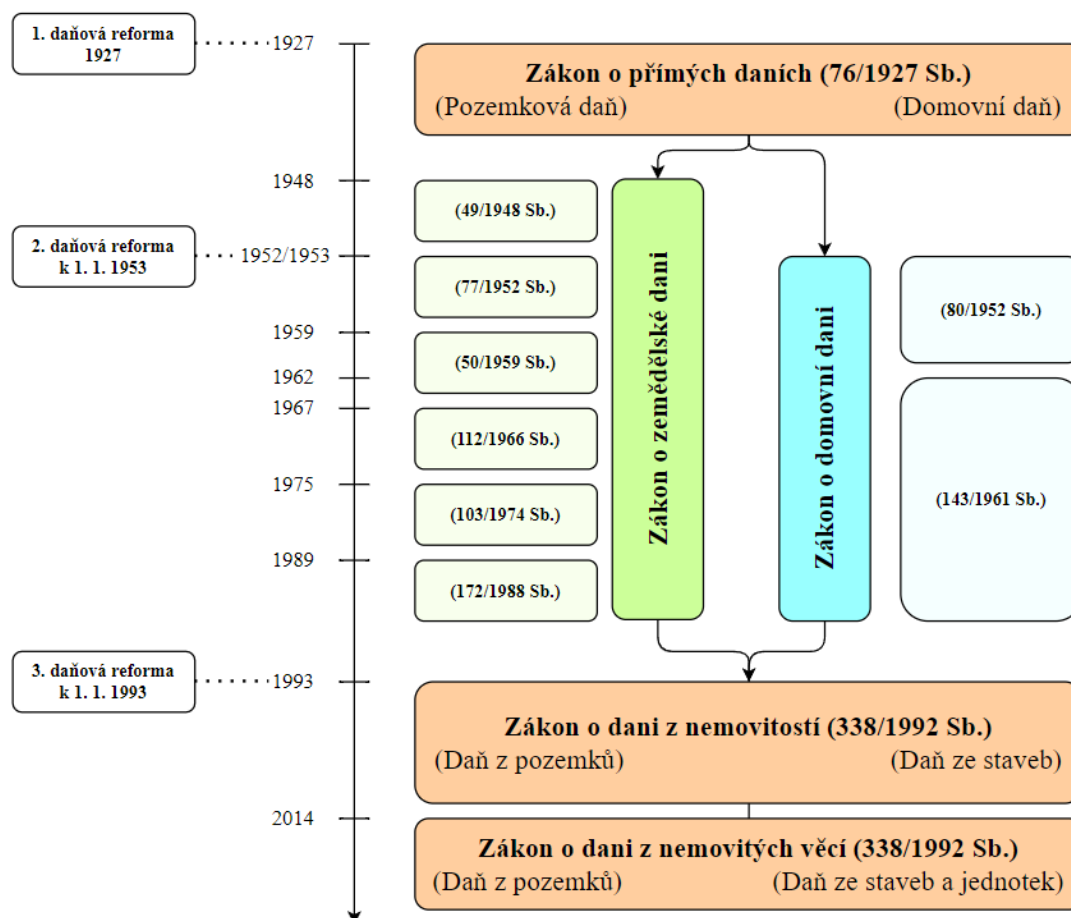 1. daňová reforma
1927
1927
Zákon o přímých daních (76/1927 Sb.)
(Pozemková daň)
(Domovní daň)
1948
(49/1948 Sb.)
2. daňová reforma
k 1. 1. 1953
1952/1953
(77/1952 Sb.)
(80/1952 Sb.)
1959
(50/1959 Sb.)
1962
1967
(112/1966 Sb.)
Zákon o zemědělské dani
Zákon o domovní dani
(143/1961 Sb.)
1975
(103/1974 Sb.)
1989
(172/1988 Sb.)
3. daňová reforma
k 1. 1. 1993
1993
Zákon o dani z nemovitostí (338/1992 Sb.)
(Daň z pozemků)
(Daň ze staveb)
2014
Zákon o dani z nemovitých věcí (338/1992 Sb.)
(Daň z pozemků)
(Daň ze staveb a jednotek)